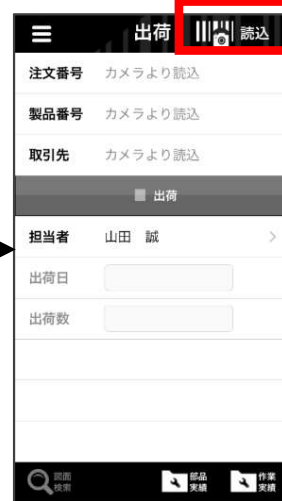 出荷 読込
注文番号 カメラより読込
製品番号 カメラより読込
取引先 カメラより読込
出荷
担当者 山田 誠
出荷日
出荷数
図面
検索
部品
実績
作業
実績